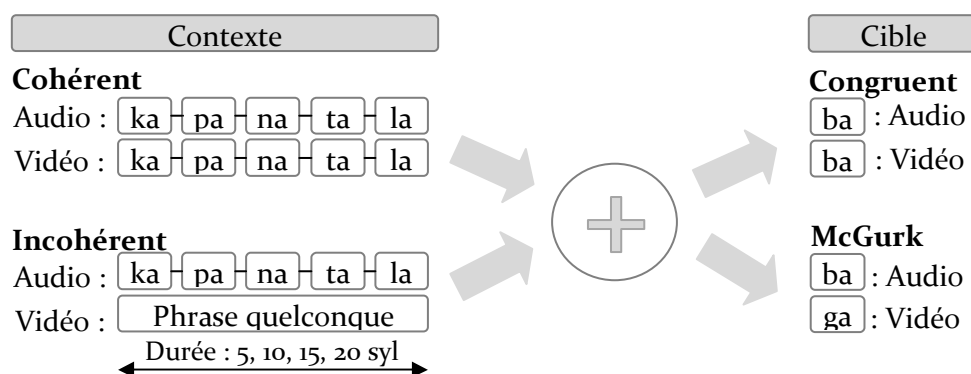 Contexte
Cohérent
Audio : ka pa na ta la
Vidéo : ka pa na ta la
Incohérent
Audio : ka pa na ta la
Vidéo : Phrase quelconque
Durée : 5, 10, 15, 20 syl
Cible
Congruent
ba : Audio
ba : Vidéo
McGurk
ba : Audio
ga : Vidéo